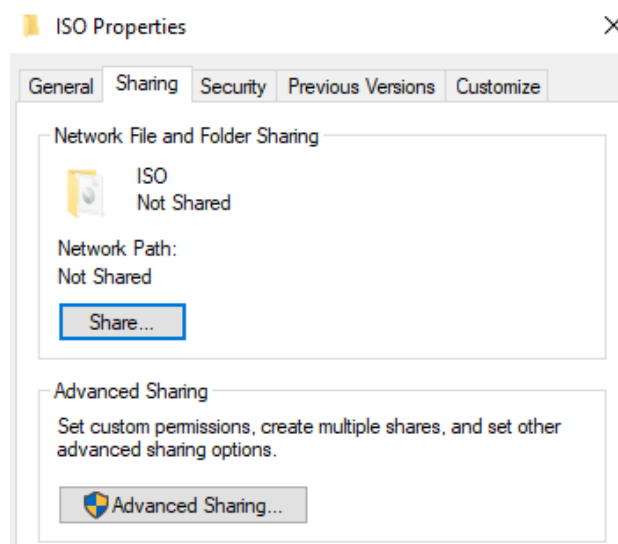 ISO Properties
General Sharing Security Previous Versions Customize
Network File and Folder Sharing
ISO
Not Shared
Network Path:
Not Shared
Share...
Advanced Sharing
Set custom permissions, create multiple shares, and set other
advanced sharing options.
Advanced Sharing...